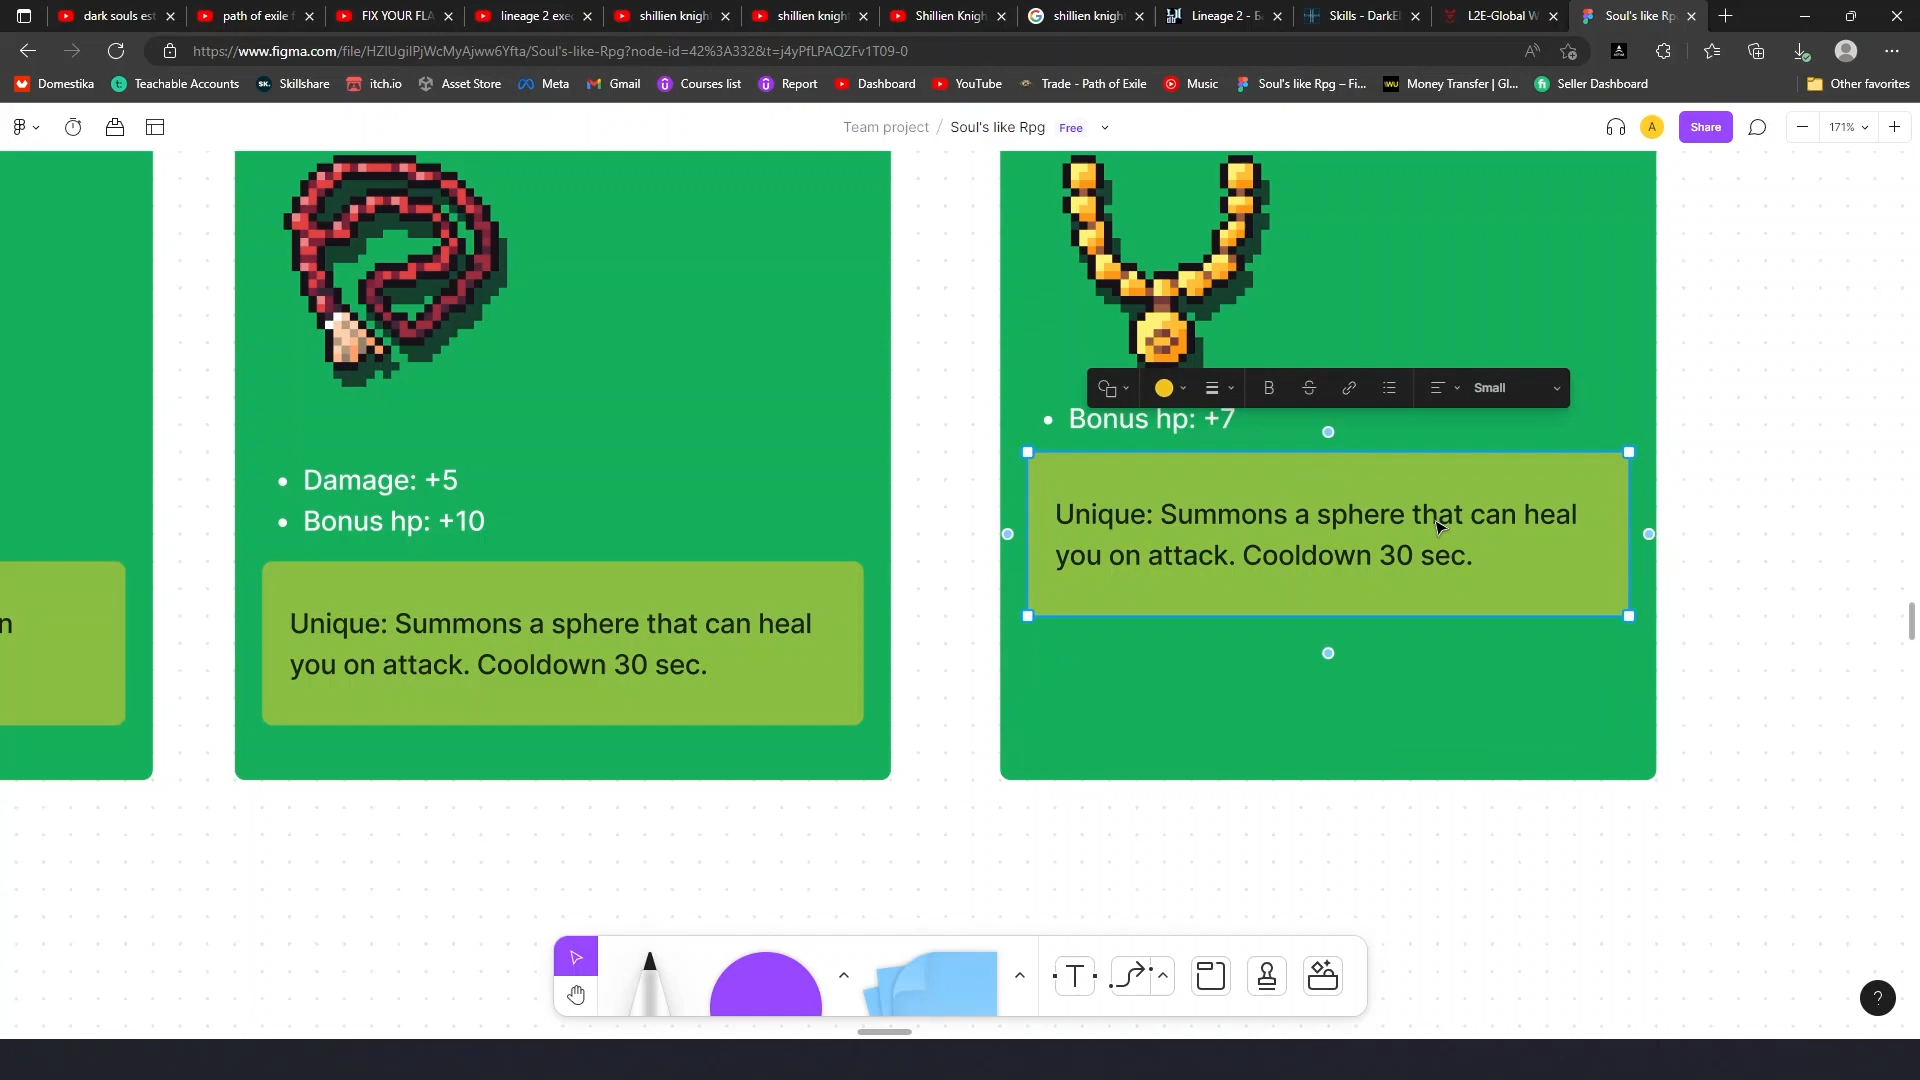 dark souls est
path of exile f
FIX YOUR FLA
lineage 2 exe
shillien knigh
shillien knigh
Shillien Knigh
shillien knigh
Lineage 2 - B
Skills - DarkEl
L2E-Global W
Soul's like Rp
https://www.figma.com/file/HZlUgilPjWcMyAjww6Yfta/Soul's-like-Rpg?node-id=42%3A332&t=j4yPfLPAQZFv1T09-0
Domestika
Teachable Accounts
SK. Skillshare
itch.io
Asset Store
Meta
Gmail
Courses list
Report
Dashboard
YouTube
Trade - Path of Exile
Music
Soul's like Rpg – Fi...
WU Money Transfer | Gl...
Seller Dashboard
Other favorites
Team project / Soul's like Rpg Free
A
Share
171%
Small
• Bonus hp: +7
• Damage: +5
• Bonus hp: +10
Unique: Summons a sphere that can heal
you on attack. Cooldown 30 sec.
n
Unique: Summons a sphere that can heal
you on attack. Cooldown 30 sec.
T
?